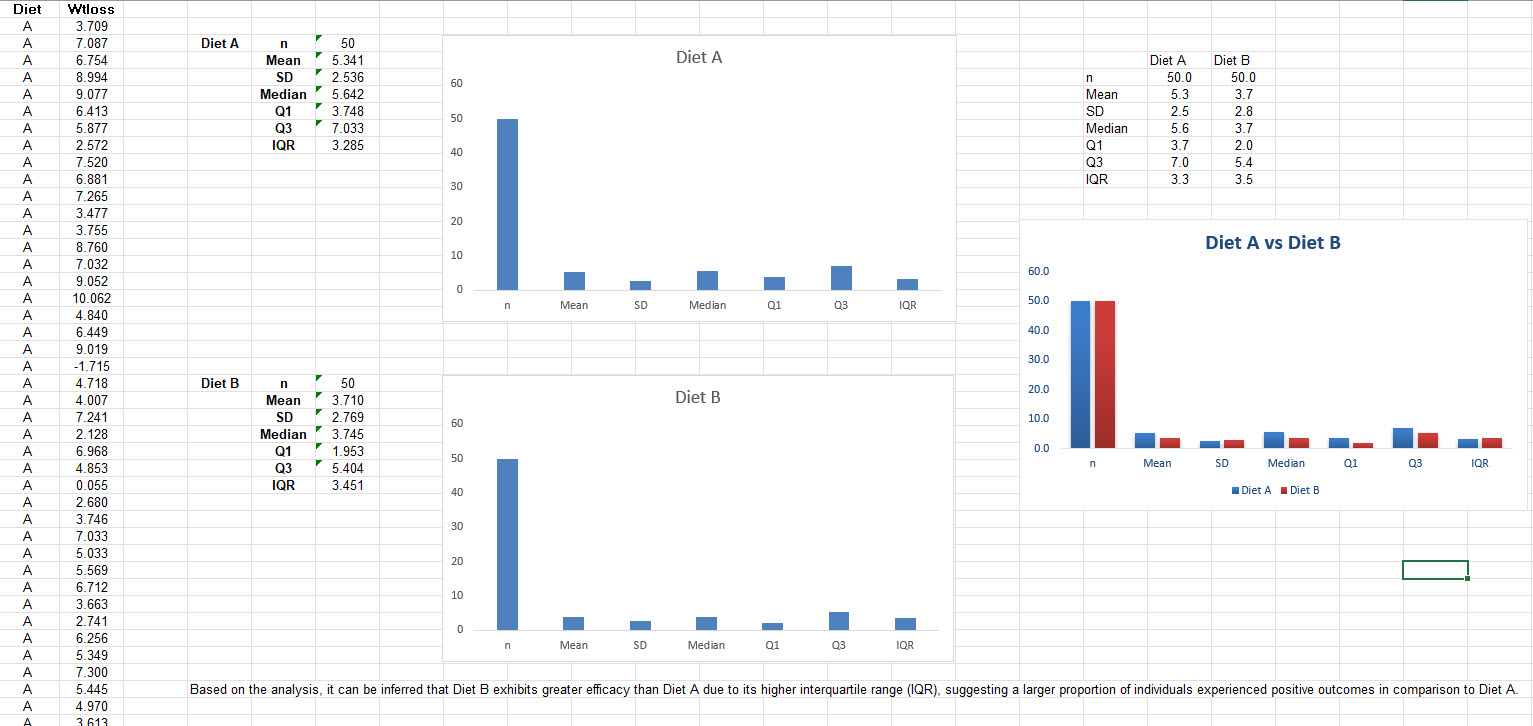 Diet Wtloss
A 3.709
A 7.087 Diet A n 50
A 6.754 Mean 5.341
A 8.994 SD 2.536
A 9.077 Median 5.642
A 6.413 Q1 3.748
A 5.877 Q3 7.033
A 2.572 IQR 3.285
A 7.520
A 6.881
A 7.265
A 3.477
A 3.755
A 8.760
A 7.032
A 9.052
A 10.062
A 4.840
A 6.449
A 9.019
A -1.715
A 4.718 Diet B n 50
A 4.007 Mean 3.710
A 7.241 SD 2.769
A 2.128 Median 3.745
A 6.968 Q1 1.953
A 4.853 Q3 5.404
A 0.055 IQR 3.451
A 2.680
A 3.746
A 7.033
A 5.033
A 5.569
A 6.712
A 3.663
A 2.741
A 6.256
A 5.349
A 7.300
A 5.445
A 4.970
A 3.613
Diet A
60
50
40
30
20
10
0
n Mean SD Median Q1 Q3 IQR
Diet B
60
50
40
30
20
10
0
n Mean SD Median Q1 Q3 IQR
Diet A Diet B
n 50.0 50.0
Mean 5.3 3.7
SD 2.5 2.8
Median 5.6 3.7
Q1 3.7 2.0
Q3 7.0 5.4
IQR 3.3 3.5
Diet A vs Diet B
60.0
50.0
40.0
30.0
20.0
10.0
0.0
n Mean SD Median Q1 Q3 IQR
Diet A Diet B
Based on the analysis, it can be inferred that Diet B exhibits greater efficacy than Diet A due to its higher interquartile range (IQR), suggesting a larger proportion of individuals experienced positive outcomes in comparison to Diet A.